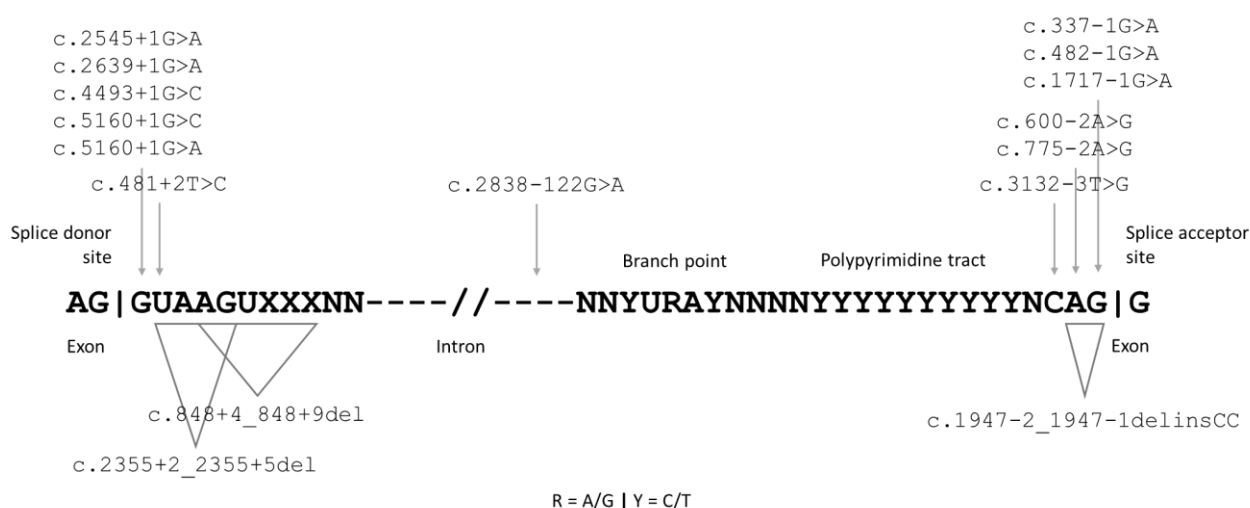 c.2545+1G>A
c.2639+1G>A
c.4493+1G>C
c.5160+1G>C
c.5160+1G>A
c.481+2T>C
c.2838-122G>A
c.337-1G>A
c.482-1G>A
c.1717-1G>A
c.600-2A>G
c.775-2A>G
c.3132-3T>G
Splice donor
site
Branch point
Polypyrimidine tract
Splice acceptor
site
AG|GUAAGUXXXNN----//----NNYURAYNNNNYYYYYYYYYYNCAG|G
Exon
Intron
Exon
c.848+4_848+9del
c.2355+2_2355+5del
c.1947-2_1947-1delinsCC
R = A/G | Y = C/T